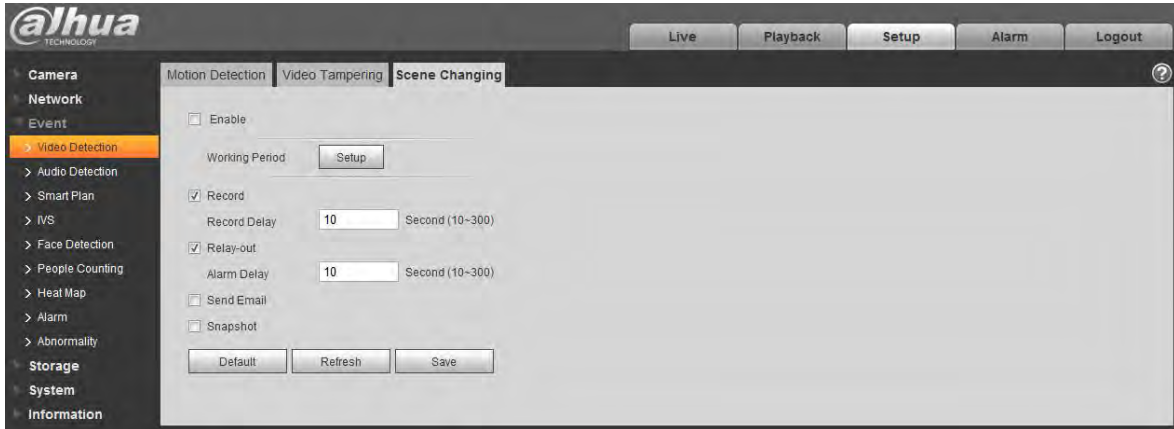 alhua
TECHNOLOGY
Live Playback Setup Alarm Logout
Camera
Network
Event
> Video Detection
> Audio Detection
> Smart Plan
> IVS
> Face Detection
> People Counting
> Heat Map
> Alarm
> Abnormality
Storage
System
Information
Motion Detection Video Tampering Scene Changing
?
Enable
Working Period Setup
Record
Record Delay 10 Second (10~300)
Relay-out
Alarm Delay 10 Second (10~300)
Send Email
Snapshot
Default Refresh Save